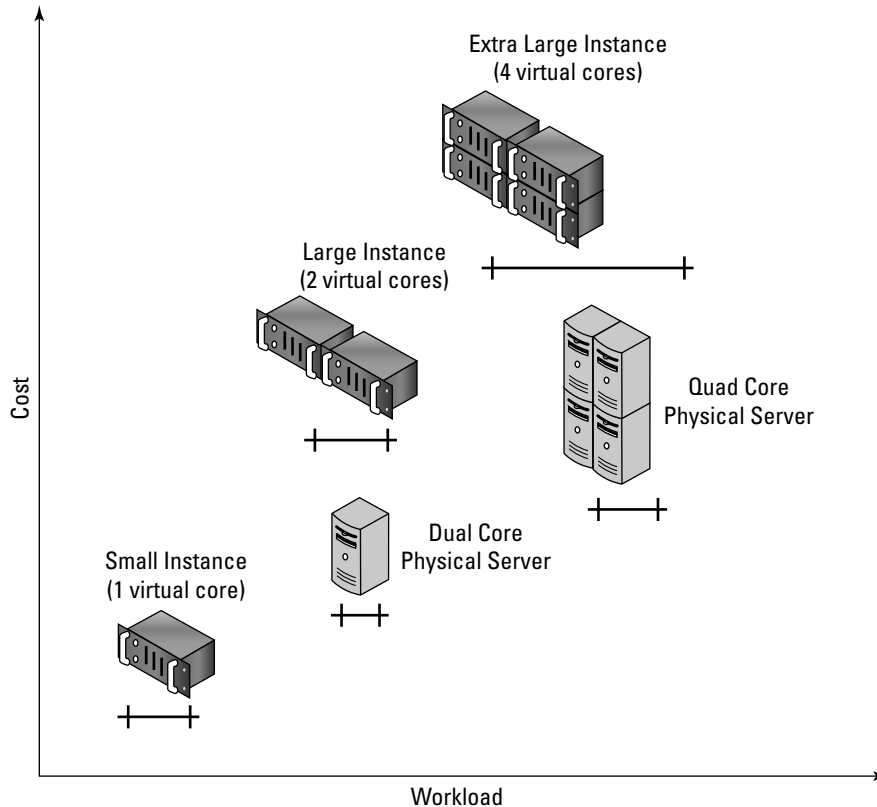 Extra Large Instance
(4 virtual cores)
Large Instance
(2 virtual cores)
Quad Core
Physical Server
Cost
Dual Core
Physical Server
Small Instance
(1 virtual core)
Workload